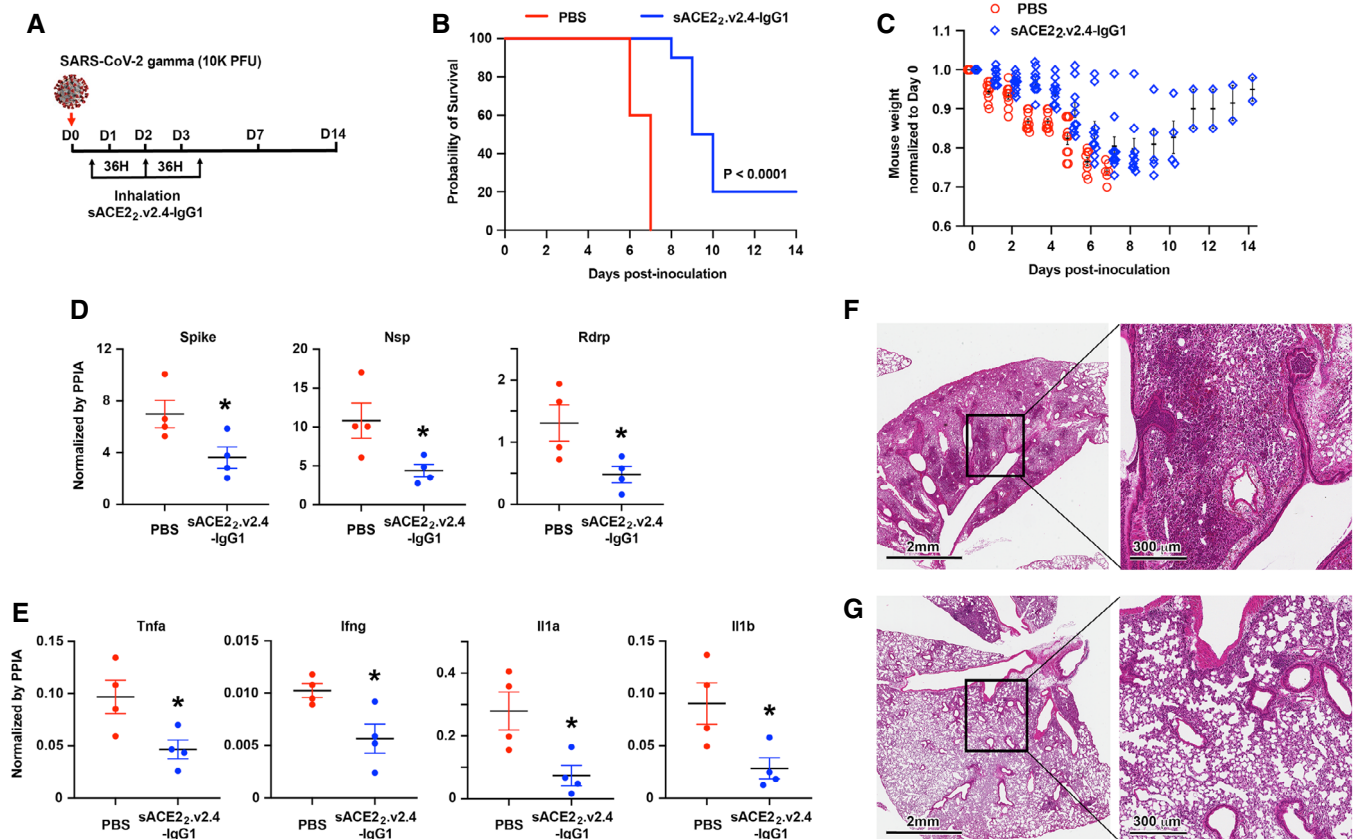 A
SARS-CoV-2 gamma (10K PFU)
D0 D1 D2 D3 D7 D14
36H 36H
Inhalation
sACE2₂.v2.4-IgG1
B
PBS sACE2₂.v2.4-IgG1
Probability of Survival
100
80
60
40
20
0
P < 0.0001
0 2 4 6 8 10 12 14
Days post-inoculation
C
PBS
sACE2₂.v2.4-IgG1
Mouse weight
normalized to Day 0
1.1
1.0
0.9
0.8
0.7
0.6
0 2 4 6 8 10 12 14
Days post-inoculation
D
Normalized by PPIA
Spike
12
8
4
0
*
PBS sACE2₂.v2.4
-IgG1
Nsp
20
15
10
5
0
*
PBS sACE2₂.v2.4
-IgG1
Rdrp
2
1
0
*
PBS sACE2₂.v2.4
-IgG1
E
Normalized by PPIA
Tnfa
0.15
0.10
0.05
0
*
PBS sACE2₂.v2.4
-IgG1
Ifng
0.015
0.010
0.005
0
*
PBS sACE2₂.v2.4
-IgG1
Il1a
0.4
0.2
0
*
PBS sACE2₂.v2.4
-IgG1
Il1b
0.15
0.10
0.05
0
*
PBS sACE2₂.v2.4
-IgG1
F
2mm
300 µm
G
2mm
300 µm